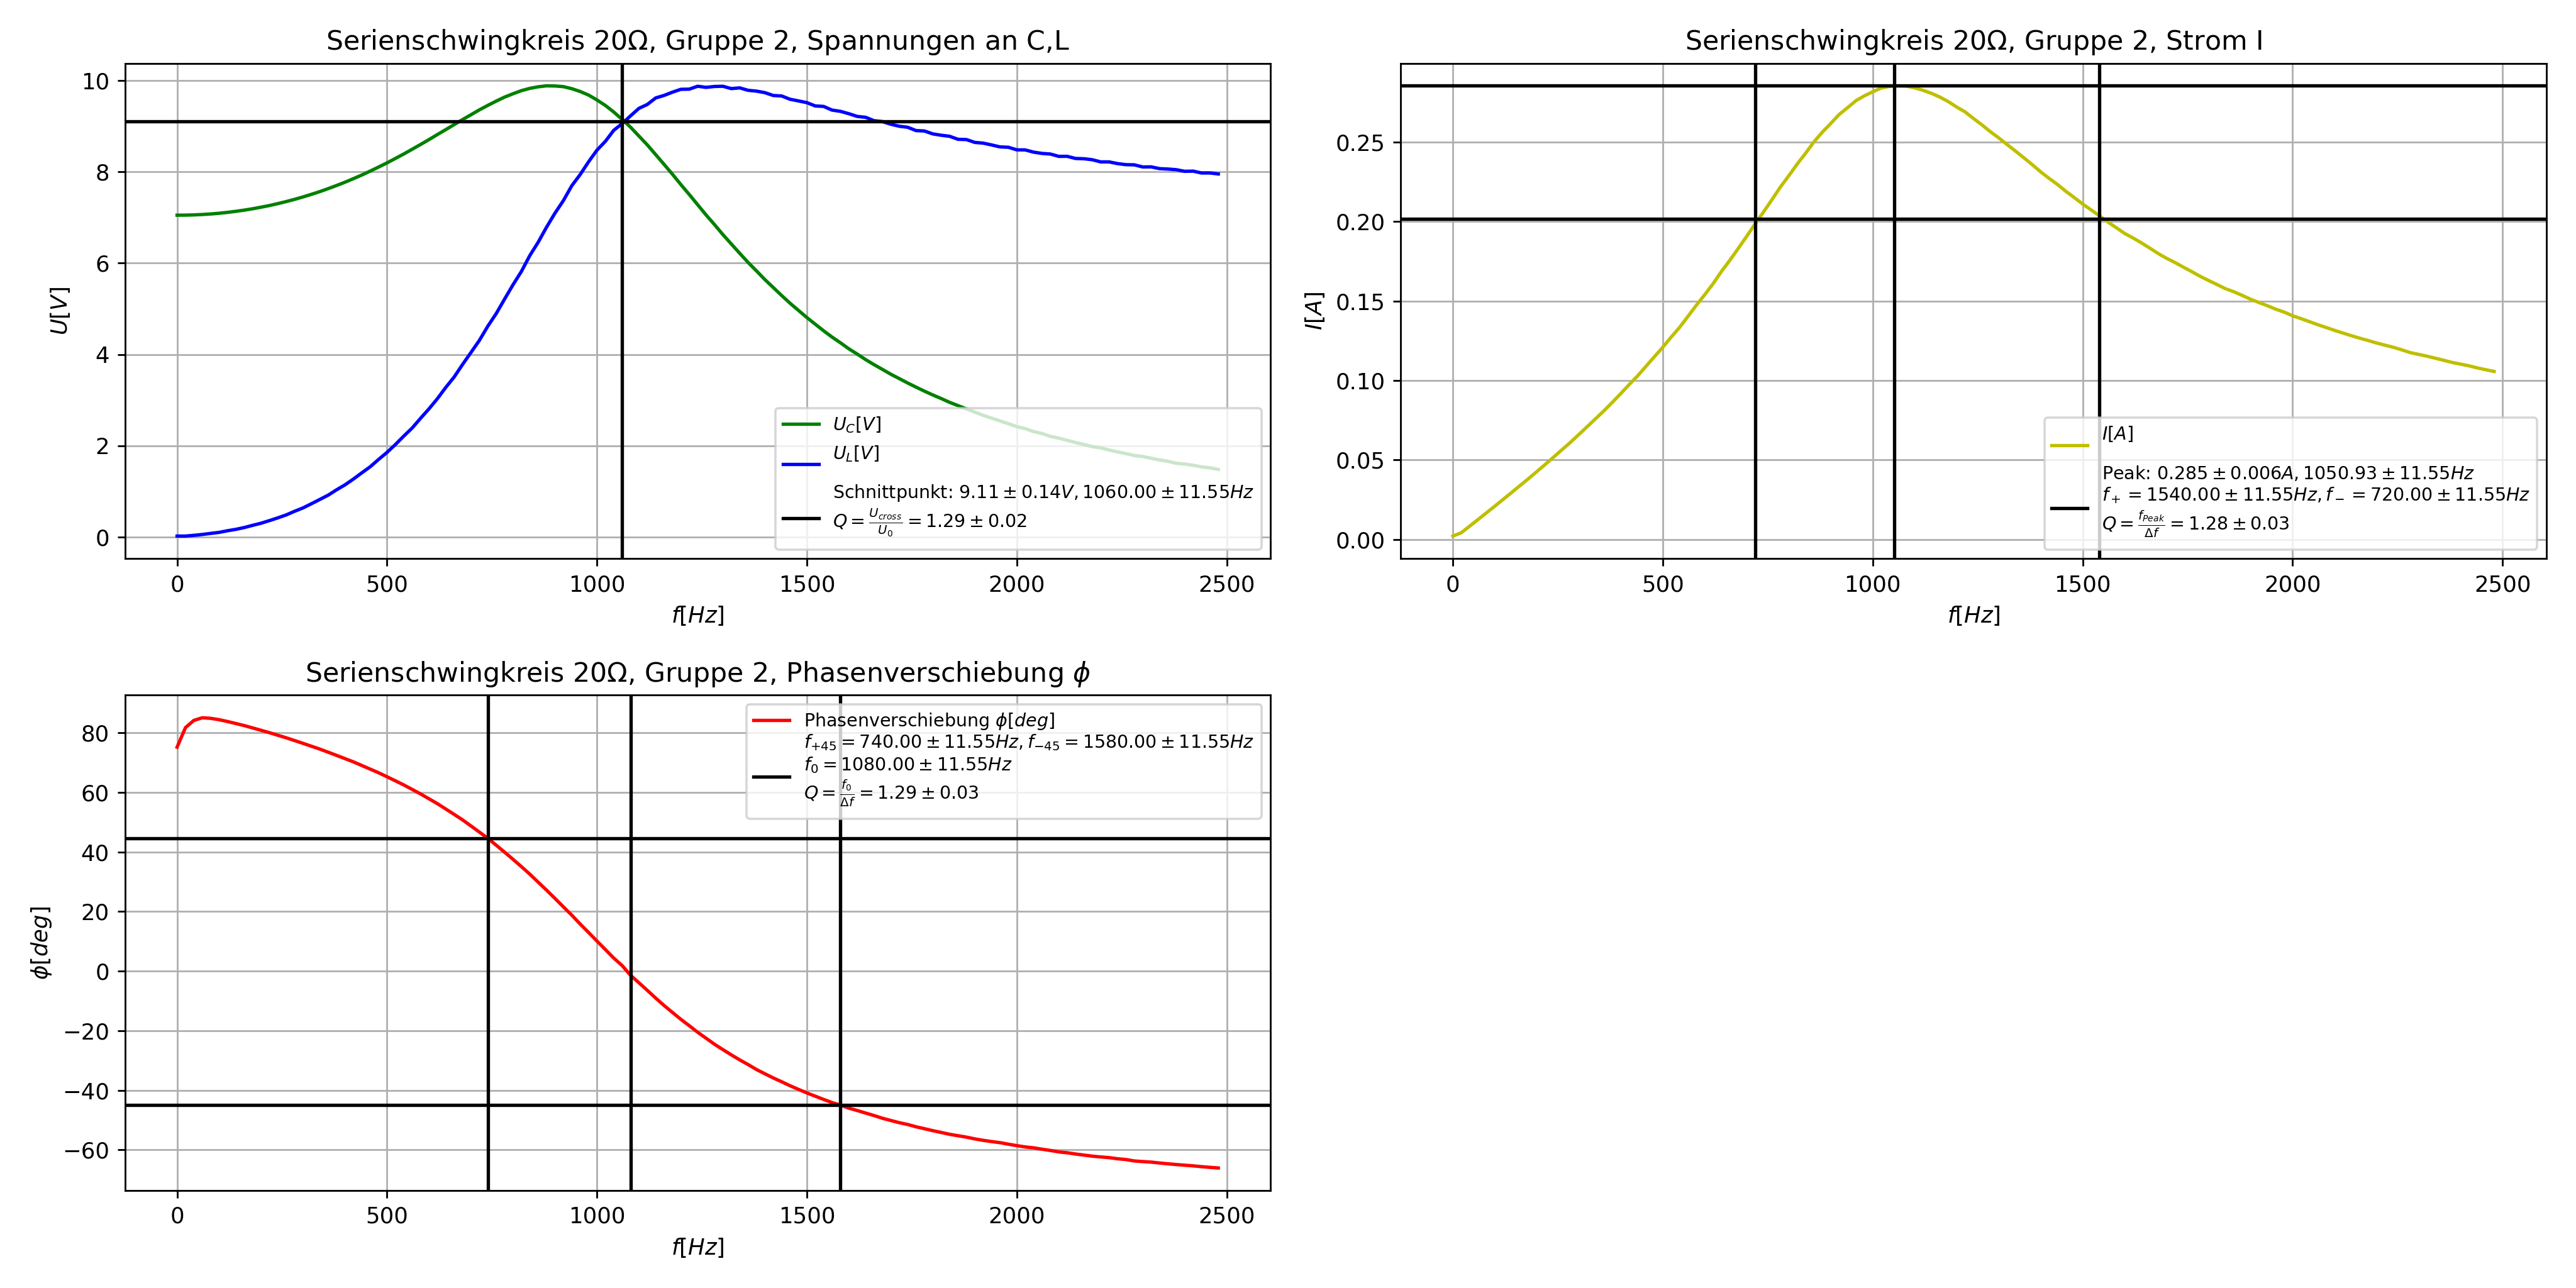 Serienschwingkreis 20Ω, Gruppe 2, Spannungen an C,L
10
8
6
4
2
0
U[V]
0 500 1000 1500 2000 2500
f[Hz]
U_C[V]
U_L[V]
Schnittpunkt: 9.11 ± 0.14V, 1060.00 ± 11.55Hz
Q = U_cross/U_0 = 1.29 ± 0.02
Serienschwingkreis 20Ω, Gruppe 2, Strom I
0.25
0.20
0.15
0.10
0.05
0.00
I[A]
0 500 1000 1500 2000 2500
f[Hz]
I[A]
Peak: 0.285 ± 0.006A, 1050.93 ± 11.55Hz
f_+ = 1540.00 ± 11.55Hz, f_− = 720.00 ± 11.55Hz
Q = f_Peak/Δf = 1.28 ± 0.03
Serienschwingkreis 20Ω, Gruppe 2, Phasenverschiebung ϕ
80
60
40
20
0
−20
−40
−60
ϕ[deg]
0 500 1000 1500 2000 2500
f[Hz]
Phasenverschiebung ϕ[deg]
f_+45 = 740.00 ± 11.55Hz, f_−45 = 1580.00 ± 11.55Hz
f_0 = 1080.00 ± 11.55Hz
Q = f_0/Δf = 1.29 ± 0.03